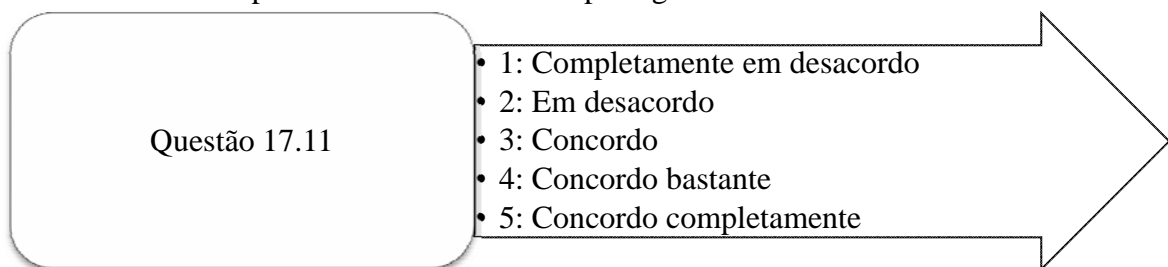 Questão 17.11
• 1: Completamente em desacordo
• 2: Em desacordo
• 3: Concordo
• 4: Concordo bastante
• 5: Concordo completamente